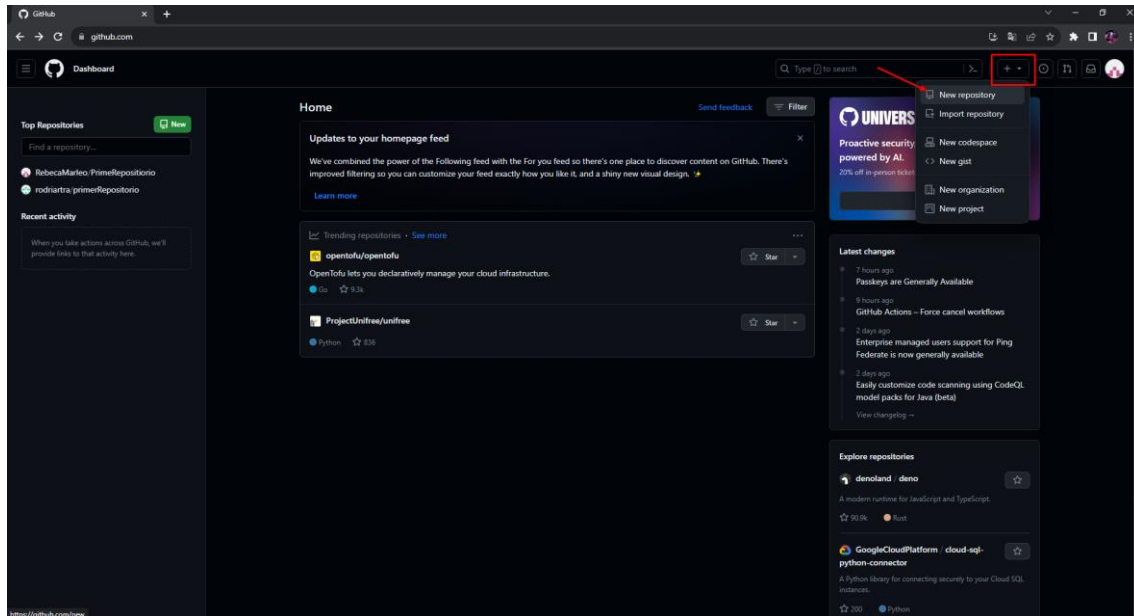 GitHub
github.com
Dashboard
Type / to search
New repository
Import repository
New codespace
New gist
New organization
New project
Top Repositories
New
Find a repository...
RebecaMarleo/PrimeRepositiorio
rodriartra/primerRepositorio
Recent activity
When you take actions across GitHub, we'll
provide links to that activity here.
Home
Send feedback
Filter
Updates to your homepage feed
We've combined the power of the Following feed with the For you feed so there's one place to discover content on GitHub. There's
improved filtering so you can customize your feed exactly how you like it, and a shiny new visual design. ✨
Learn more
Trending repositories · See more
opentofu/opentofu
Star
OpenTofu lets you declaratively manage your cloud infrastructure.
Go 9.3k
ProjectUnifree/unifree
Star
Python 836
UNIVERS
Proactive security
powered by AI.
20% off in-person ticket
Latest changes
7 hours ago
Passkeys are Generally Available
9 hours ago
GitHub Actions – Force cancel workflows
2 days ago
Enterprise managed users support for Ping
Federate is now generally available
2 days ago
Easily customize code scanning using CodeQL
model packs for Java (beta)
View changelog →
Explore repositories
denoland / deno
A modern runtime for JavaScript and TypeScript.
90.9k Rust
GoogleCloudPlatform / cloud-sql-
python-connector
A Python library for connecting securely to your Cloud SQL
instances.
200 Python
https://github.com/new